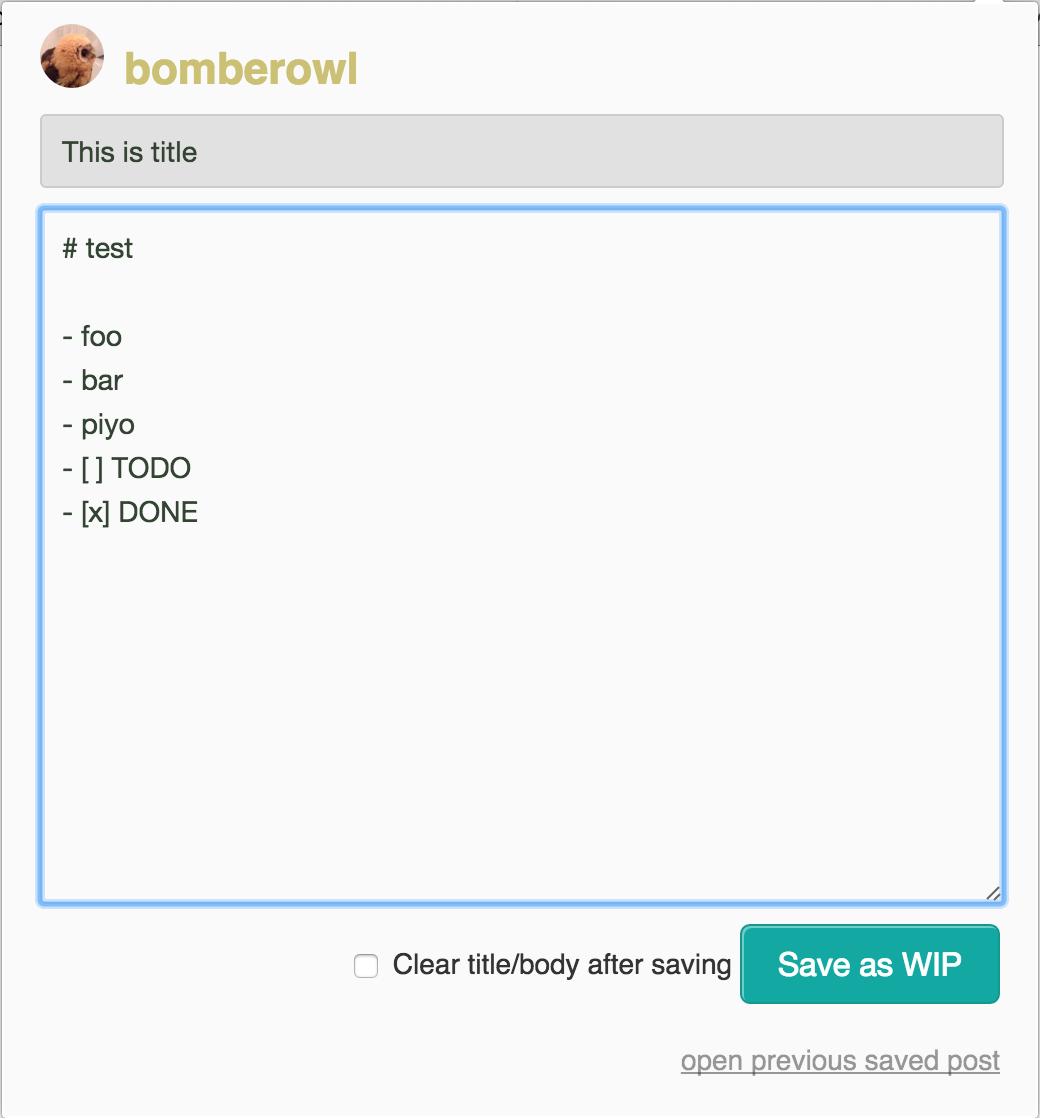 bomberowl
This is title
# test
- foo
- bar
- piyo
- [ ] TODO
- [x] DONE
Clear title/body after saving
Save as WIP
open previous saved post